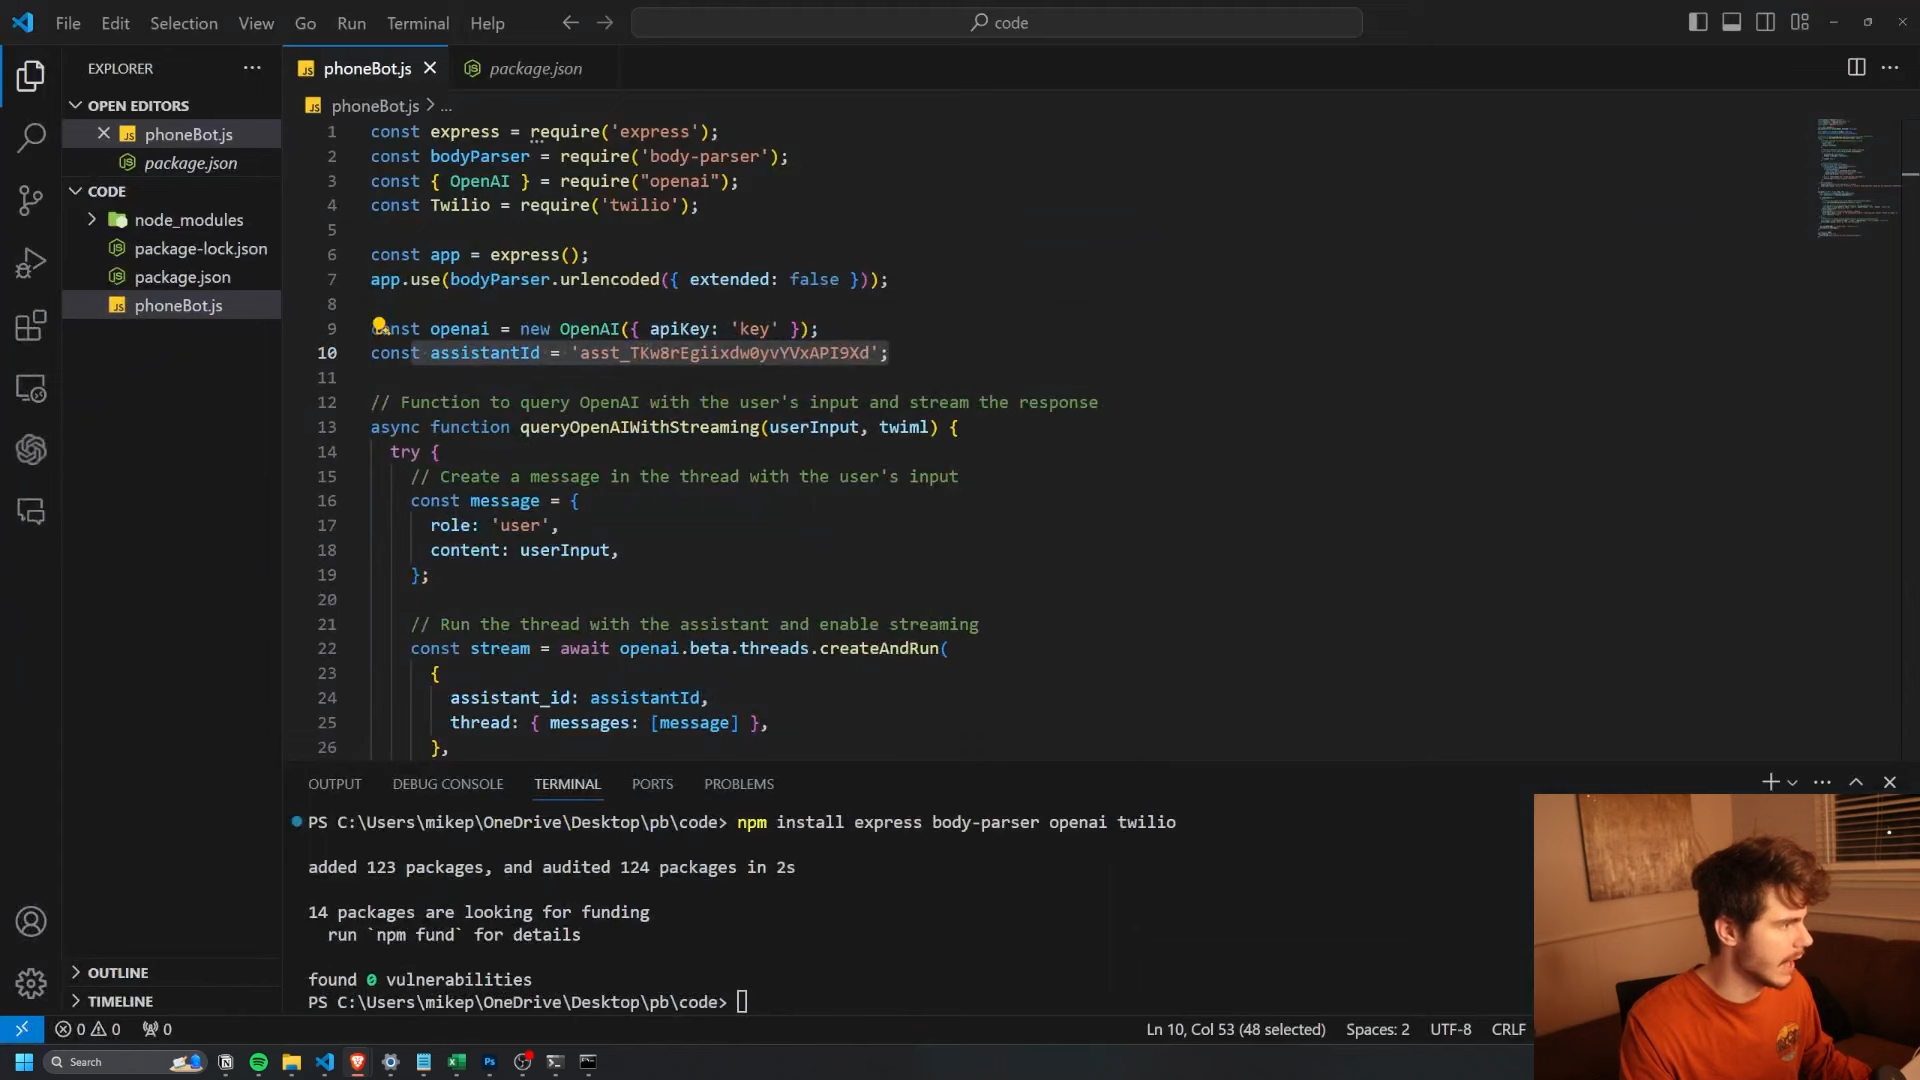 File Edit Selection View Go Run Terminal Help
code
EXPLORER
OPEN EDITORS
phoneBot.js
package.json
CODE
node_modules
package-lock.json
package.json
phoneBot.js
OUTLINE
TIMELINE
phoneBot.js package.json
phoneBot.js > ...
1 const express = require('express');
2 const bodyParser = require('body-parser');
3 const { OpenAI } = require("openai");
4 const Twilio = require('twilio');
5
6 const app = express();
7 app.use(bodyParser.urlencoded({ extended: false }));
8
9 const openai = new OpenAI({ apiKey: 'key' });
10 const assistantId = 'asst_TKw8rEgiixdw0yvYVxAPI9Xd';
11
12 // Function to query OpenAI with the user's input and stream the response
13 async function queryOpenAIWithStreaming(userInput, twiml) {
14 try {
15 // Create a message in the thread with the user's input
16 const message = {
17 role: 'user',
18 content: userInput,
19 };
20
21 // Run the thread with the assistant and enable streaming
22 const stream = await openai.beta.threads.createAndRun(
23 {
24 assistant_id: assistantId,
25 thread: { messages: [message] },
26 },
OUTPUT DEBUG CONSOLE TERMINAL PORTS PROBLEMS
PS C:\Users\mikep\OneDrive\Desktop\pb\code> npm install express body-parser openai twilio
added 123 packages, and audited 124 packages in 2s
14 packages are looking for funding
run `npm fund` for details
found 0 vulnerabilities
PS C:\Users\mikep\OneDrive\Desktop\pb\code>
0 0 0 Ln 10, Col 53 (48 selected) Spaces: 2 UTF-8 CRLF
Search
Ps